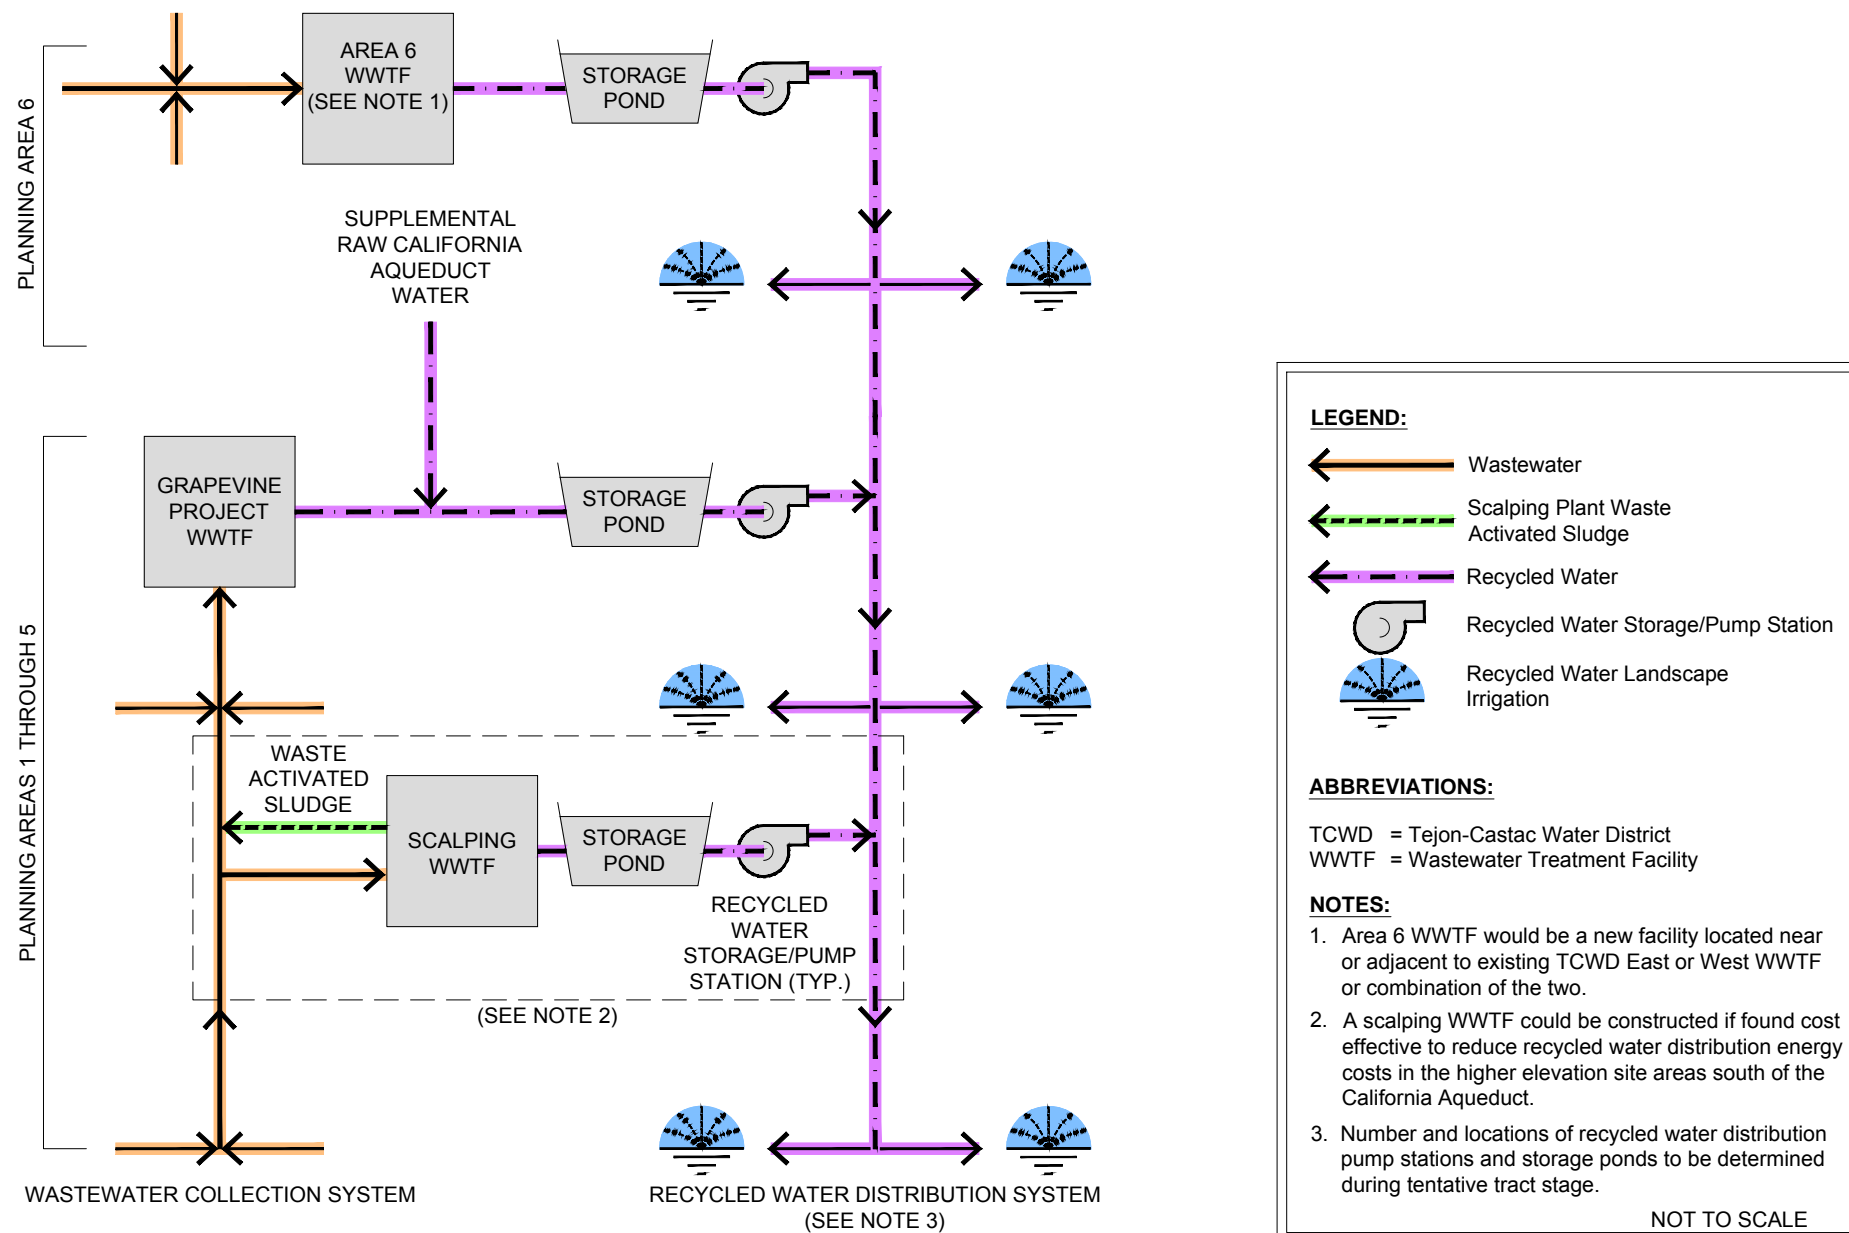 PLANNING AREA 6
AREA 6
WWTF
(SEE NOTE 1)
STORAGE
POND
SUPPLEMENTAL
RAW CALIFORNIA
AQUEDUCT
WATER
PLANNING AREAS 1 THROUGH 5
GRAPEVINE
PROJECT
WWTF
STORAGE
POND
WASTE
ACTIVATED
SLUDGE
SCALPING
WWTF
STORAGE
POND
RECYCLED
WATER
STORAGE/PUMP
STATION (TYP.)
(SEE NOTE 2)
WASTEWATER COLLECTION SYSTEM
RECYCLED WATER DISTRIBUTION SYSTEM
(SEE NOTE 3)
LEGEND:
Wastewater
Scalping Plant Waste
Activated Sludge
Recycled Water
Recycled Water Storage/Pump Station
Recycled Water Landscape
Irrigation
ABBREVIATIONS:
TCWD = Tejon-Castac Water District
WWTF = Wastewater Treatment Facility
NOTES:
1. Area 6 WWTF would be a new facility located near
or adjacent to existing TCWD East or West WWTF
or combination of the two.
2. A scalping WWTF could be constructed if found cost
effective to reduce recycled water distribution energy
costs in the higher elevation site areas south of the
California Aqueduct.
3. Number and locations of recycled water distribution
pump stations and storage ponds to be determined
during tentative tract stage.
NOT TO SCALE